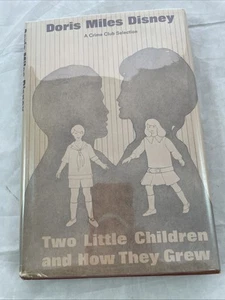 Doris Miles Disney
A Crime Club Selection
Two Little Children
and How They Grew